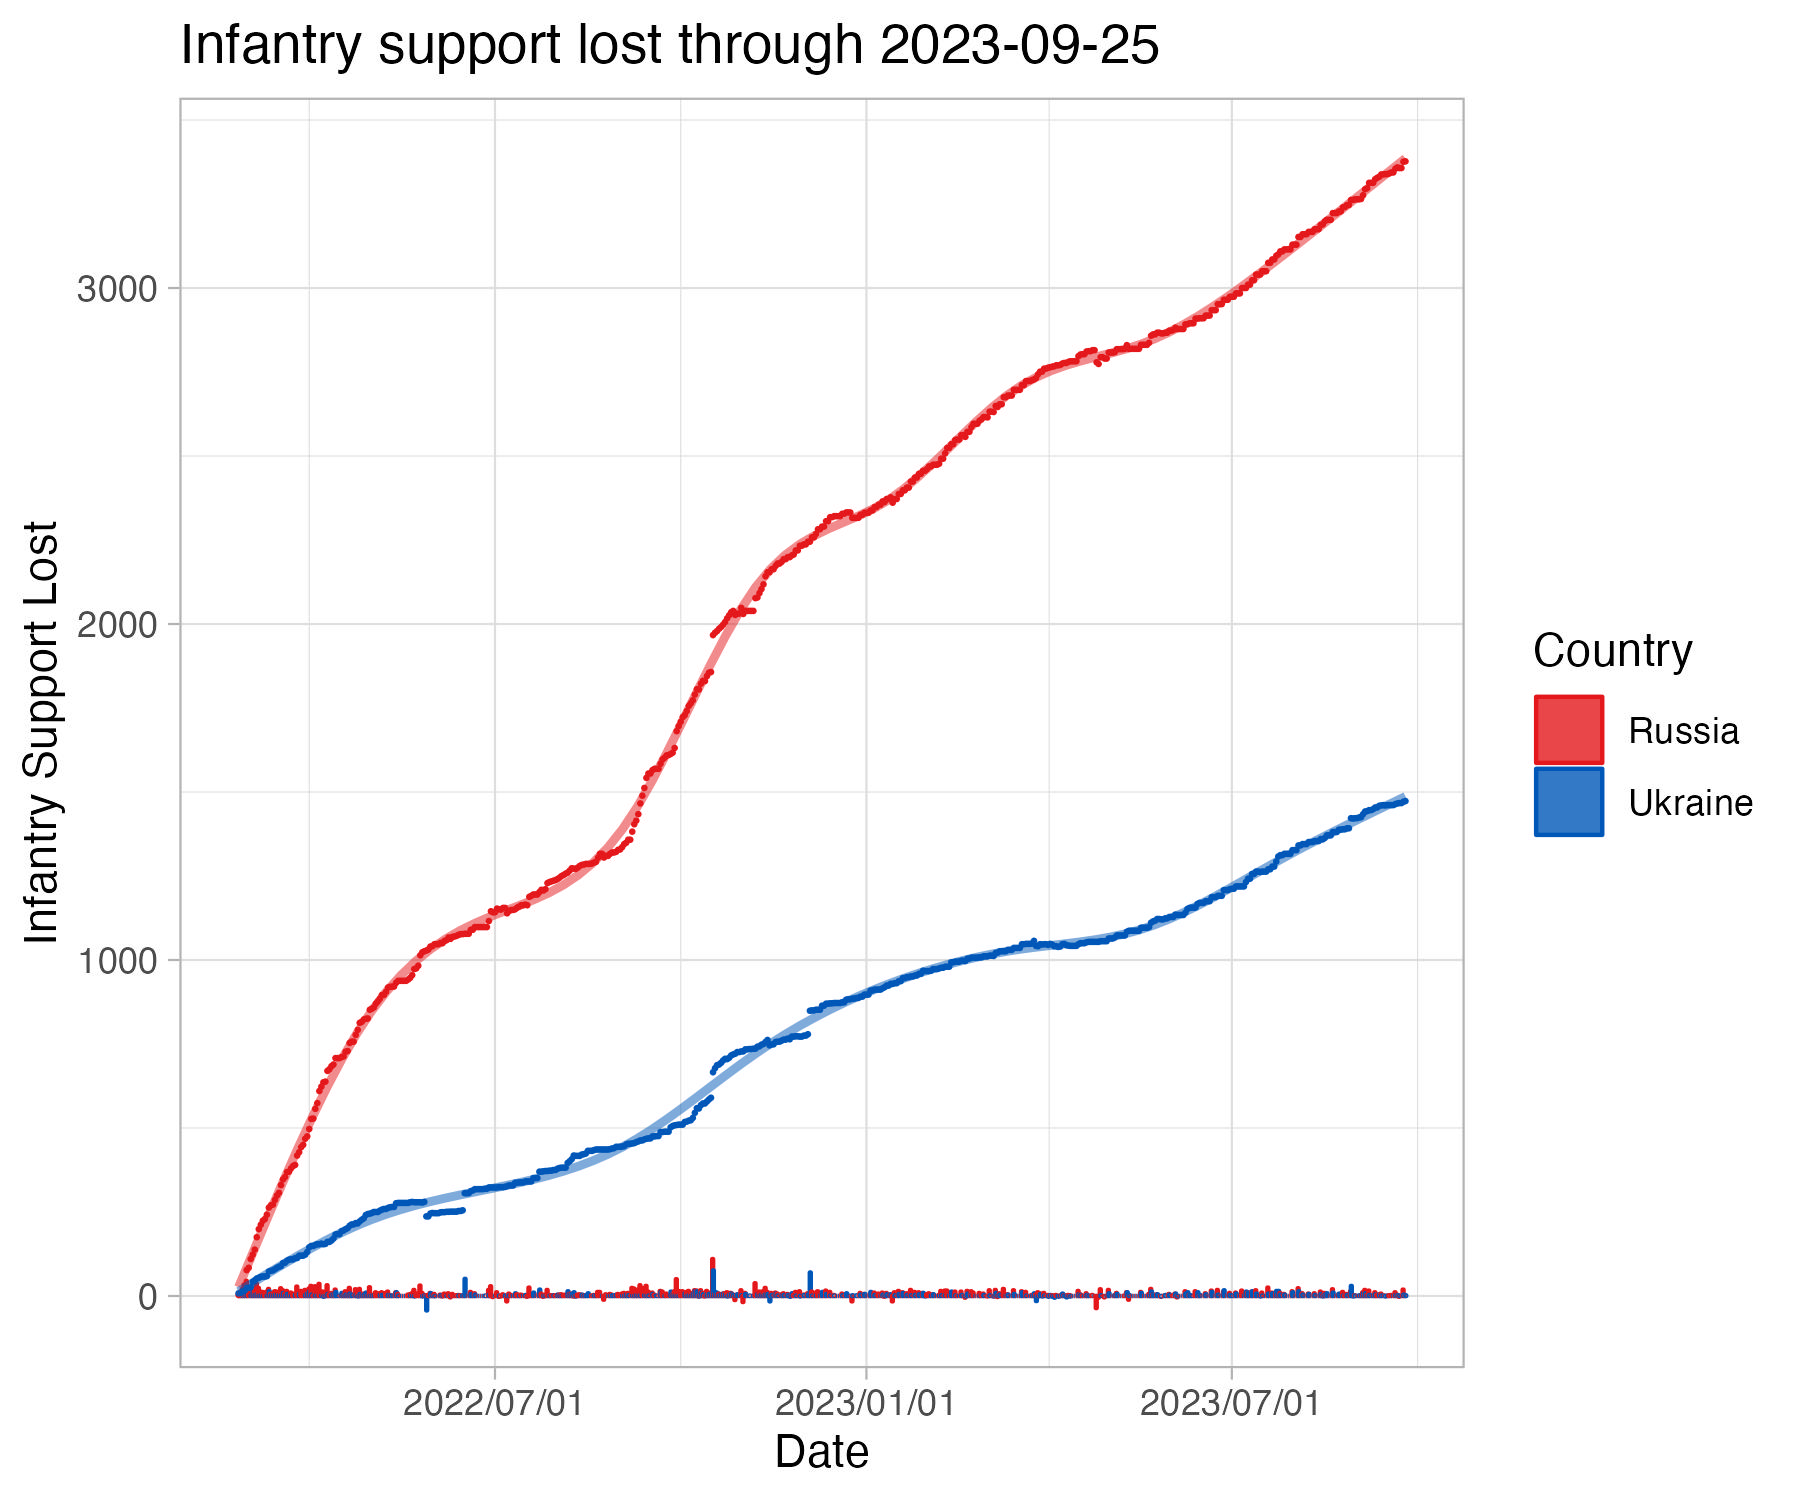 Infantry support lost through 2023-09-25
Infantry Support Lost
3000
2000
1000
0
2022/07/01
2023/01/01
2023/07/01
Date
Country
Russia
Ukraine